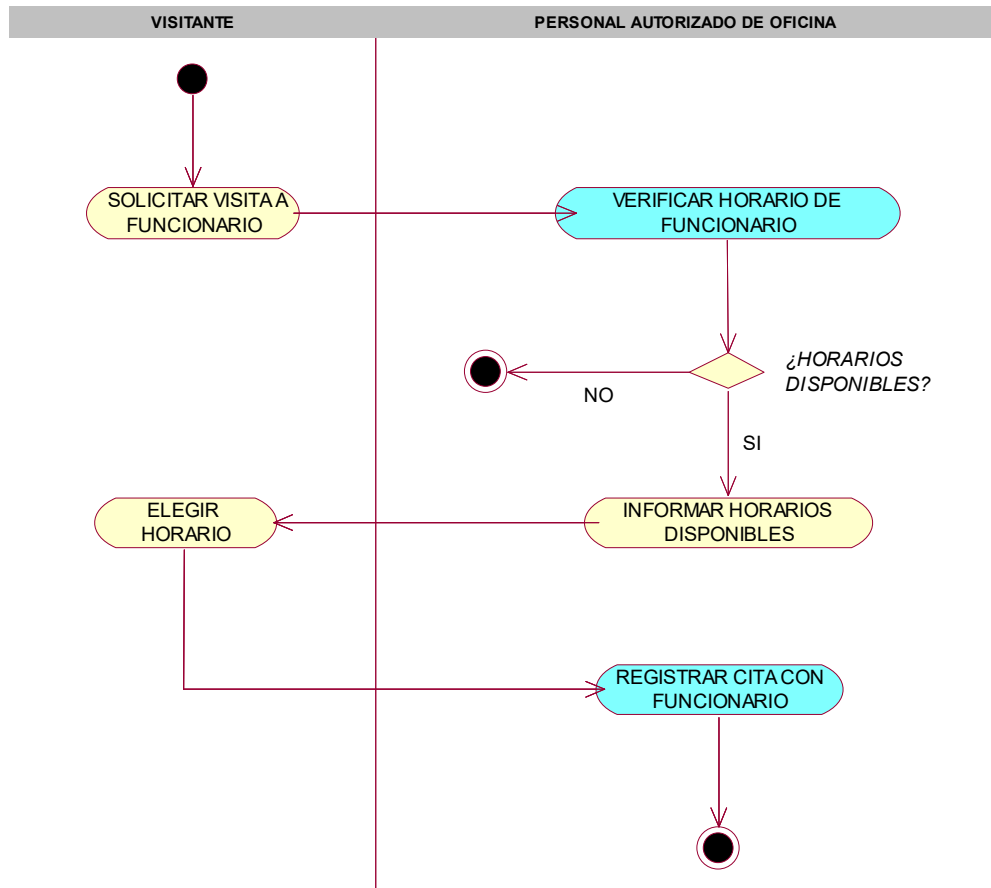 VISITANTE
PERSONAL AUTORIZADO DE OFICINA
SOLICITAR VISITA A
FUNCIONARIO
VERIFICAR HORARIO DE
FUNCIONARIO
¿HORARIOS
DISPONIBLES?
NO
SI
ELEGIR
HORARIO
INFORMAR HORARIOS
DISPONIBLES
REGISTRAR CITA CON
FUNCIONARIO